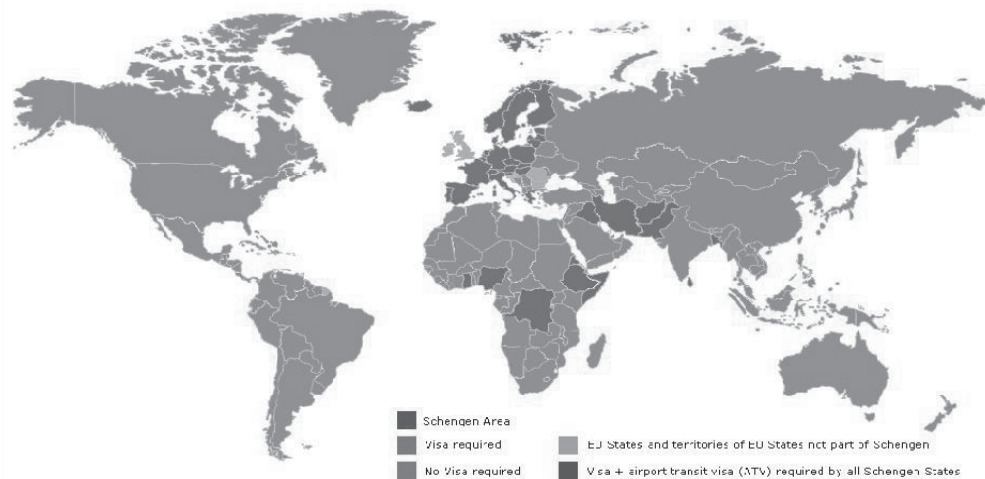 Schengen Area
Visa required
No Visa required
EU States and territories of EU States not part of Schengen
Visa + airport transit visa (ATV) required by all Schengen States